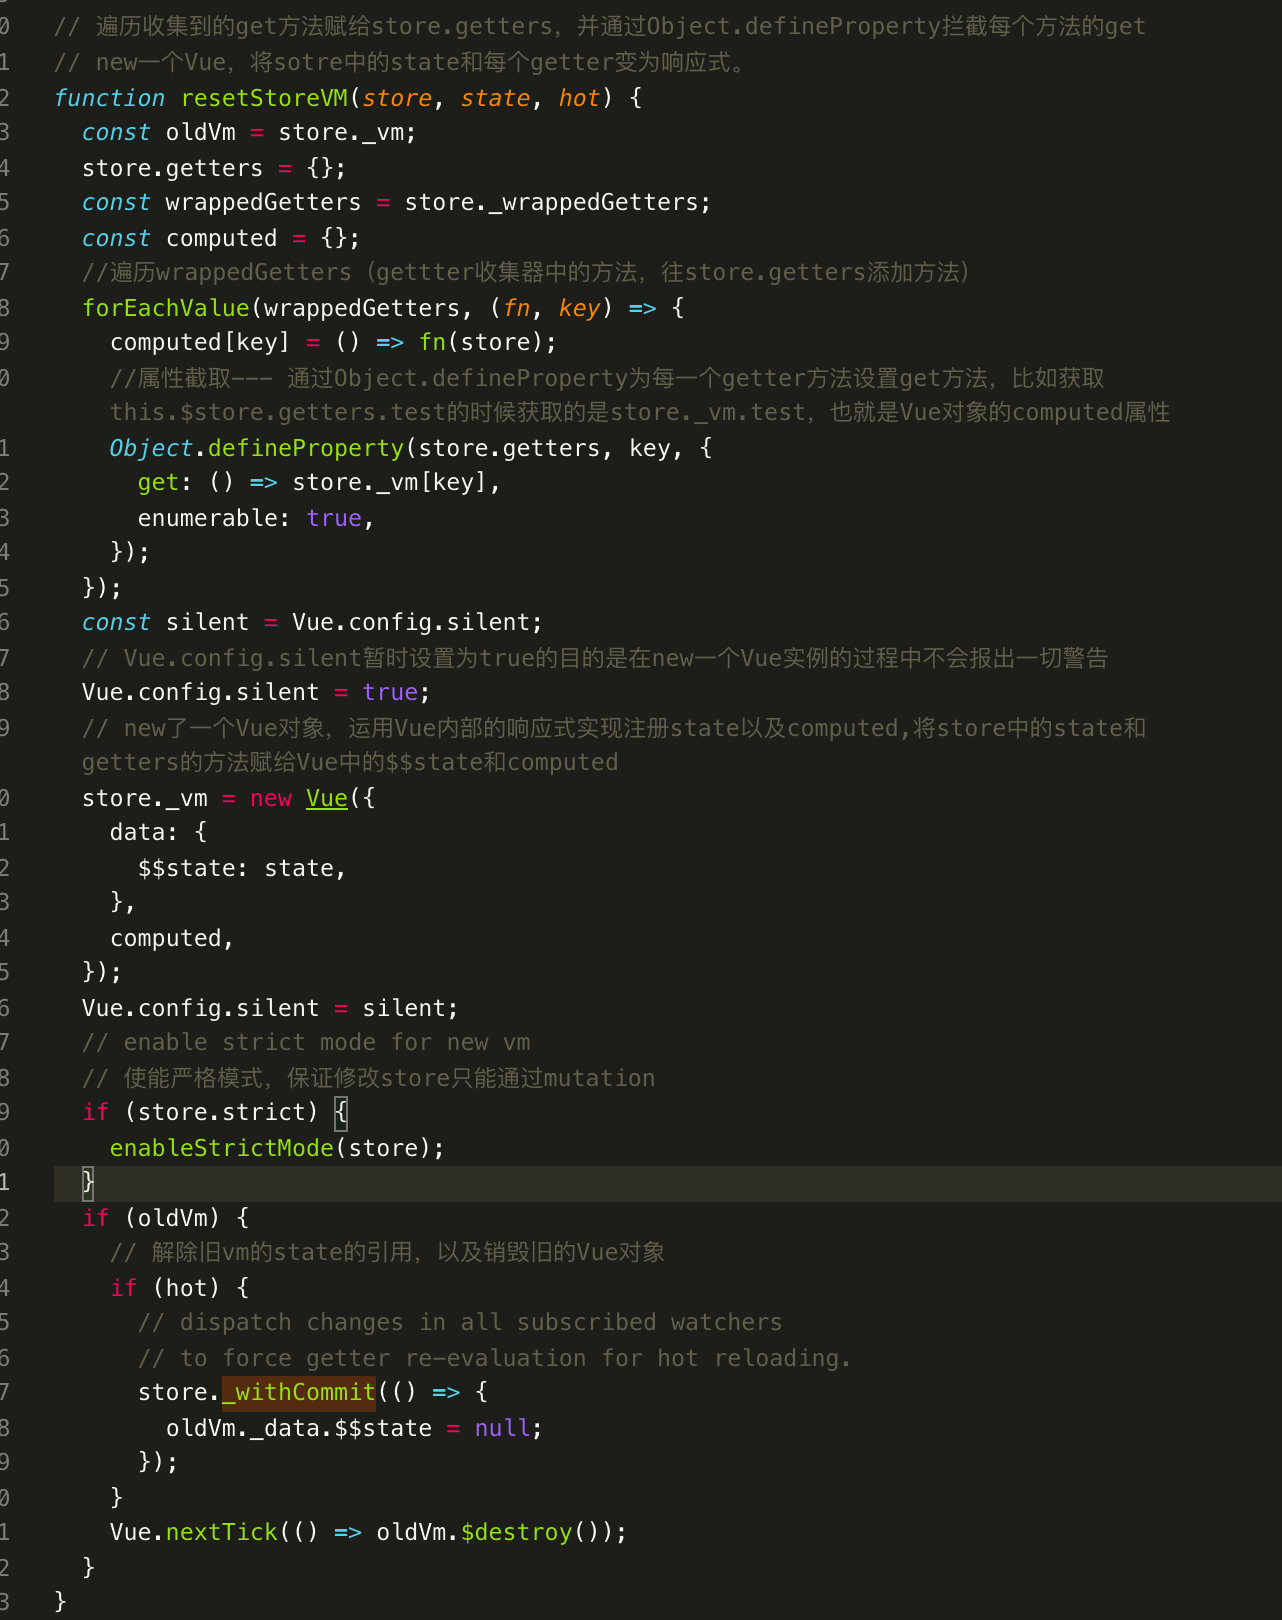 0 // 遍历收集到的get方法赋给store.getters，并通过Object.defineProperty拦截每个方法的get
1 // new一个Vue，将sotre中的state和每个getter变为响应式。
2 function resetStoreVM(store, state, hot) {
3 const oldVm = store._vm;
4 store.getters = {};
5 const wrappedGetters = store._wrappedGetters;
6 const computed = {};
7 //遍历wrappedGetters（gettter收集器中的方法，往store.getters添加方法）
8 forEachValue(wrappedGetters, (fn, key) => {
9 computed[key] = () => fn(store);
0 //属性截取--- 通过Object.defineProperty为每一个getter方法设置get方法，比如获取
this.$store.getters.test的时候获取的是store._vm.test，也就是Vue对象的computed属性
1 Object.defineProperty(store.getters, key, {
2 get: () => store._vm[key],
3 enumerable: true,
4 });
5 });
6 const silent = Vue.config.silent;
7 // Vue.config.silent暂时设置为true的目的是在new一个Vue实例的过程中不会报出一切警告
8 Vue.config.silent = true;
9 // new了一个Vue对象，运用Vue内部的响应式实现注册state以及computed,将store中的state和
getters的方法赋给Vue中的$$state和computed
0 store._vm = new Vue({
1 data: {
2 $$state: state,
3 },
4 computed,
5 });
6 Vue.config.silent = silent;
7 // enable strict mode for new vm
8 // 使能严格模式，保证修改store只能通过mutation
9 if (store.strict) {
0 enableStrictMode(store);
1 }
2 if (oldVm) {
3 // 解除旧vm的state的引用，以及销毁旧的Vue对象
4 if (hot) {
5 // dispatch changes in all subscribed watchers
6 // to force getter re-evaluation for hot reloading.
7 store._withCommit(() => {
8 oldVm._data.$$state = null;
9 });
0 }
1 Vue.nextTick(() => oldVm.$destroy());
2 }
3 }